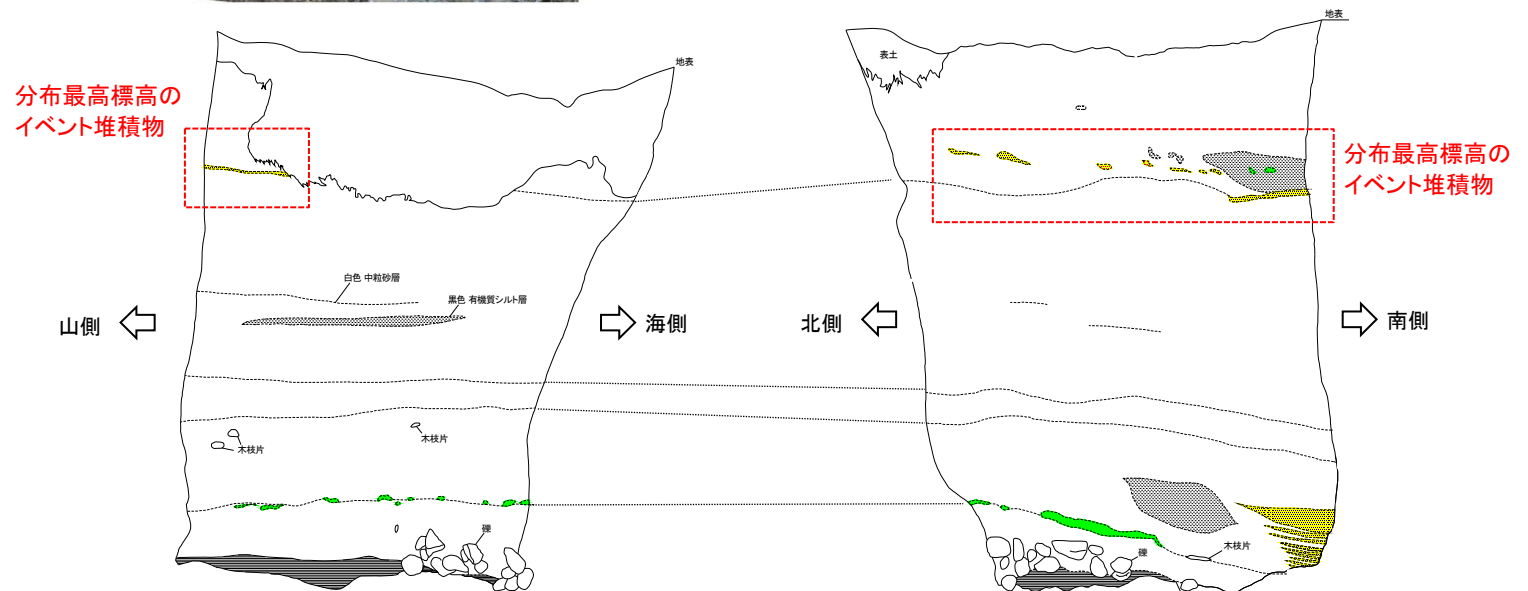 地表
表土
地表
分布最高標高の
イベント堆積物
分布最高標高の
イベント堆積物
白色 中粒砂層
黒色 有機質シルト層
山側
海側
北側
南側
木枝片
木枝片
礫
木枝片
礫